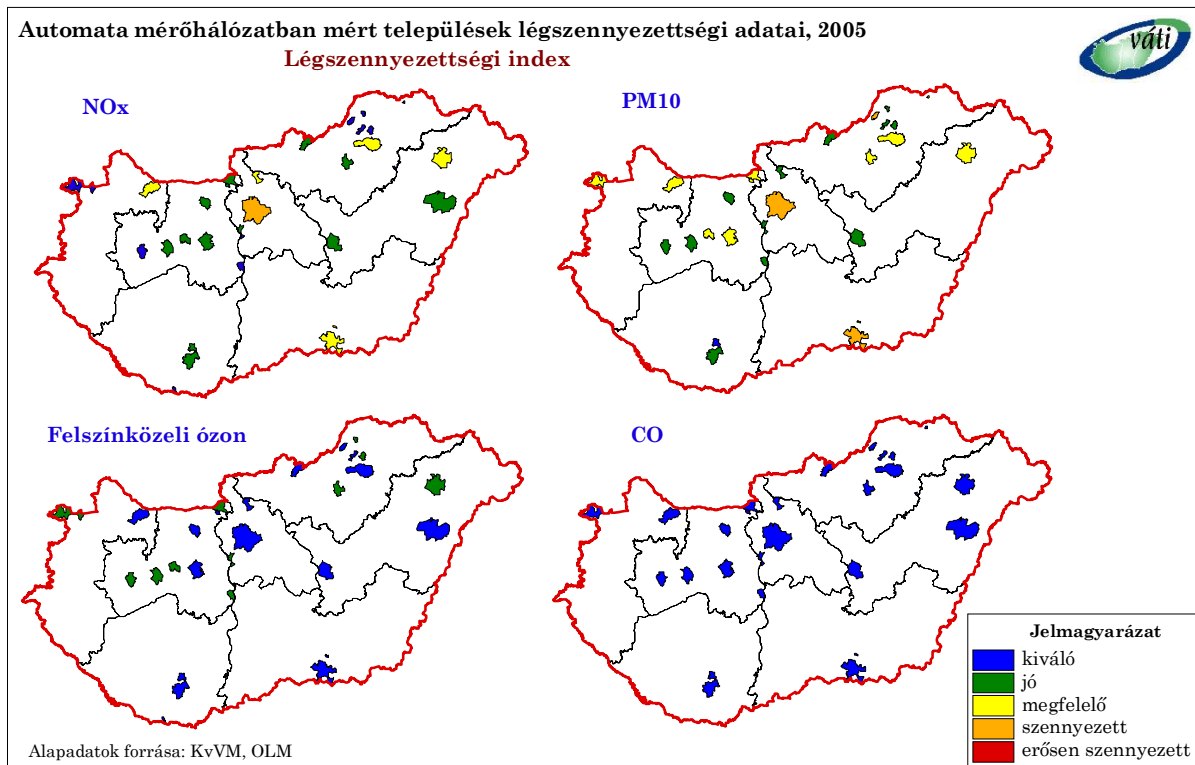 Automata mérőhálózatban mért települések légszennyezettségi adatai, 2005
Légszennyezettségi index
váti
NOx
PM10
Felszínközeli ózon
CO
Jelmagyarázat
kiváló
jó
megfelelő
szennyezett
erősen szennyezett
Alapadatok forrása: KvVM, OLM